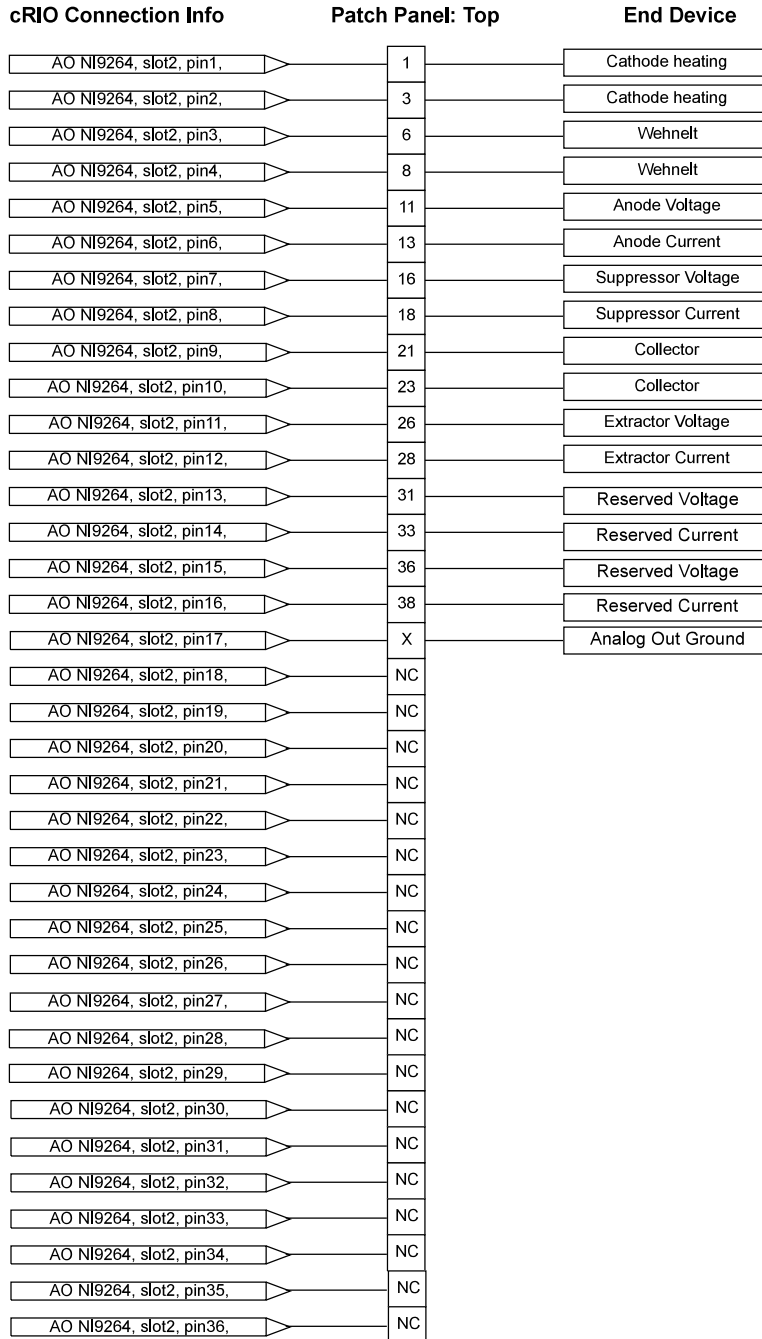 cRIO Connection Info Patch Panel: Top End Device
AO NI9264, slot2, pin1, 1 Cathode heating
AO NI9264, slot2, pin2, 3 Cathode heating
AO NI9264, slot2, pin3, 6 Wehnelt
AO NI9264, slot2, pin4, 8 Wehnelt
AO NI9264, slot2, pin5, 11 Anode Voltage
AO NI9264, slot2, pin6, 13 Anode Current
AO NI9264, slot2, pin7, 16 Suppressor Voltage
AO NI9264, slot2, pin8, 18 Suppressor Current
AO NI9264, slot2, pin9, 21 Collector
AO NI9264, slot2, pin10, 23 Collector
AO NI9264, slot2, pin11, 26 Extractor Voltage
AO NI9264, slot2, pin12, 28 Extractor Current
AO NI9264, slot2, pin13, 31 Reserved Voltage
AO NI9264, slot2, pin14, 33 Reserved Current
AO NI9264, slot2, pin15, 36 Reserved Voltage
AO NI9264, slot2, pin16, 38 Reserved Current
AO NI9264, slot2, pin17, X Analog Out Ground
AO NI9264, slot2, pin18, NC
AO NI9264, slot2, pin19, NC
AO NI9264, slot2, pin20, NC
AO NI9264, slot2, pin21, NC
AO NI9264, slot2, pin22, NC
AO NI9264, slot2, pin23, NC
AO NI9264, slot2, pin24, NC
AO NI9264, slot2, pin25, NC
AO NI9264, slot2, pin26, NC
AO NI9264, slot2, pin27, NC
AO NI9264, slot2, pin28, NC
AO NI9264, slot2, pin29, NC
AO NI9264, slot2, pin30, NC
AO NI9264, slot2, pin31, NC
AO NI9264, slot2, pin32, NC
AO NI9264, slot2, pin33, NC
AO NI9264, slot2, pin34, NC
AO NI9264, slot2, pin35, NC
AO NI9264, slot2, pin36, NC